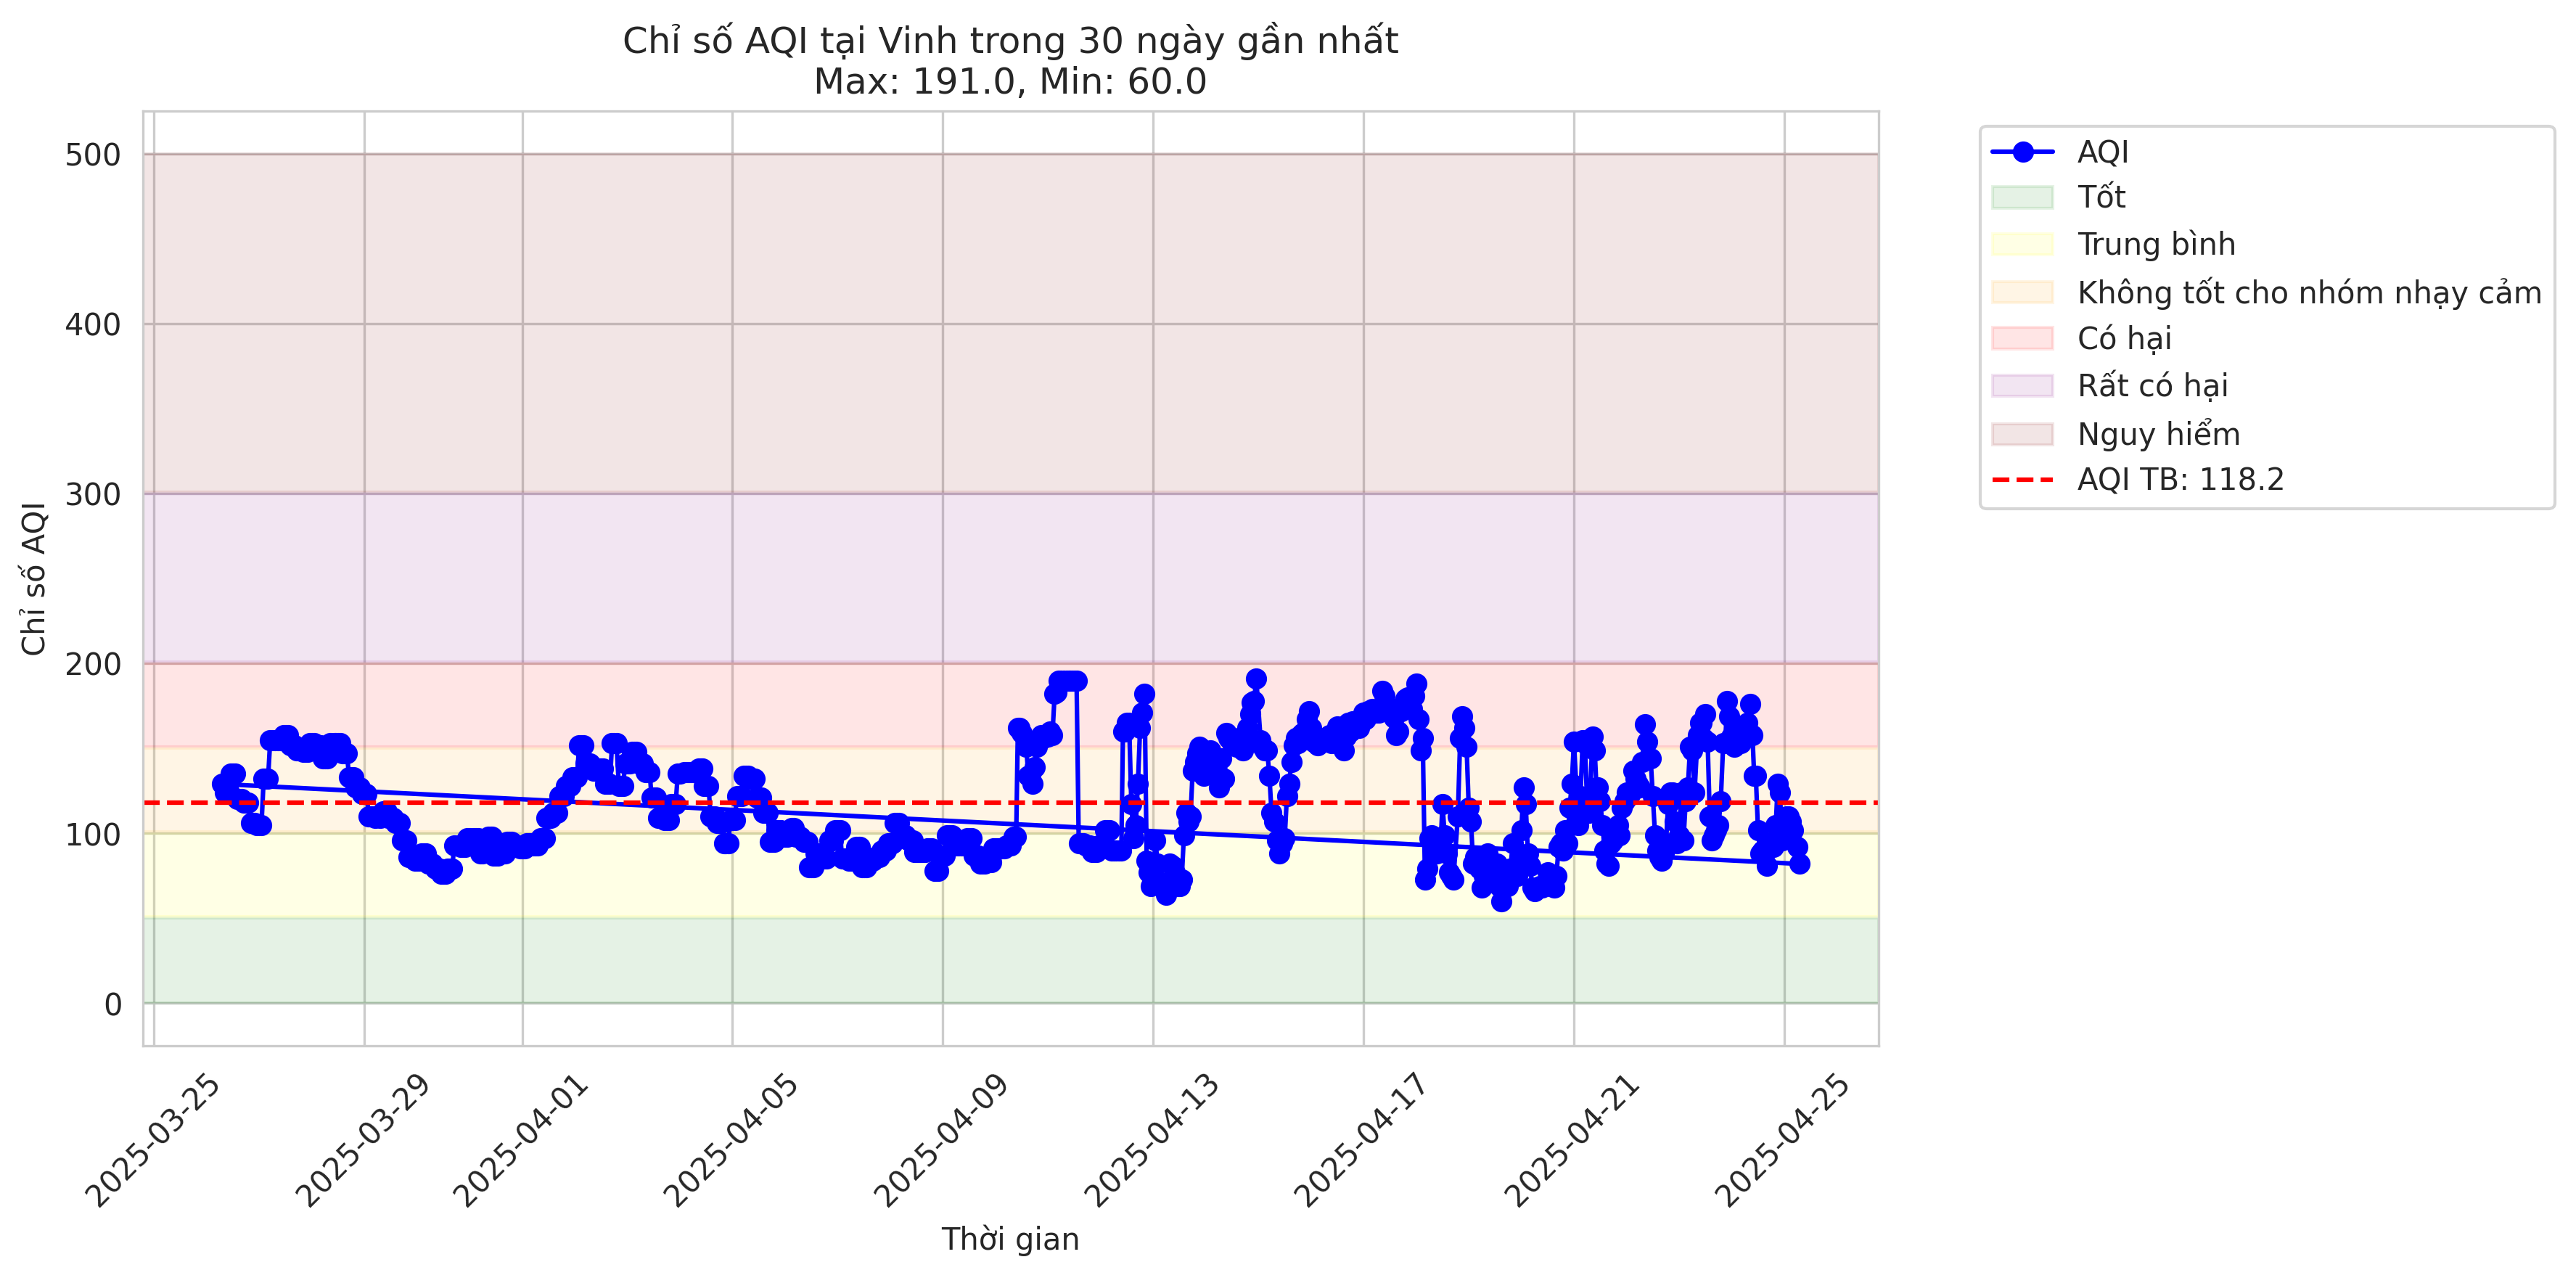 Chỉ số AQI tại Vinh trong 30 ngày gần nhất
Max: 191.0, Min: 60.0
Chỉ số AQI
500
400
300
200
100
0
2025-03-25
2025-03-29
2025-04-01
2025-04-05
2025-04-09
2025-04-13
2025-04-17
2025-04-21
2025-04-25
Thời gian
AQI
Tốt
Trung bình
Không tốt cho nhóm nhạy cảm
Có hại
Rất có hại
Nguy hiểm
AQI TB: 118.2